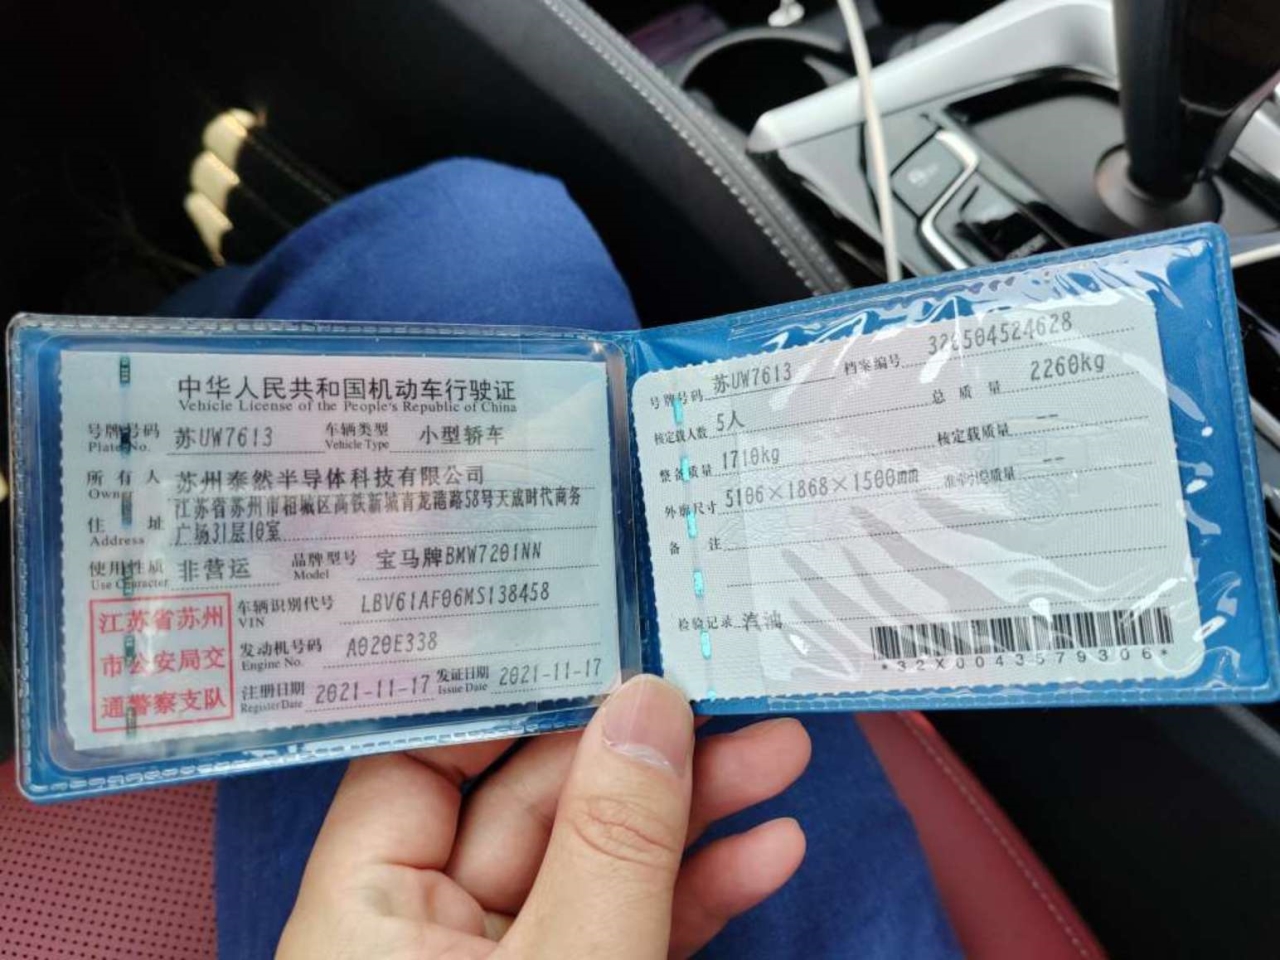 中华人民共和国机动车行驶证
Vehicle License of the People's Republic of China
号牌号码 苏UW7613 车辆类型 小型轿车
Plate No. Vehicle Type
所有人 苏州泰然半导体科技有限公司
Owner
住址 江苏省苏州市相城区高铁新城青龙港路58号天成时代商务
Address 广场31层10室
使用性质 非营运 品牌型号 宝马牌BMW7201NN
Use Character Model
江苏省苏州
市公安局交
通警察支队
车辆识别代号 LBV61AF06MS138458
VIN
发动机号码 A020E338
Engine No.
注册日期 2021-11-17 发证日期 2021-11-17
Register Date Issue Date
号牌号码 苏UW7613 档案编号 320504524628
核定载人数 5人 总质量 2260kg
整备质量 1710kg 核定载质量 --
外廓尺寸 5106×1868×1500mm 准牵引总质量 --
备注
检验记录 汽油
*32X0043579306*